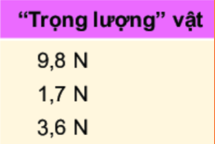 “Trọng lượng” vật
9,8 N
1,7 N
3,6 N